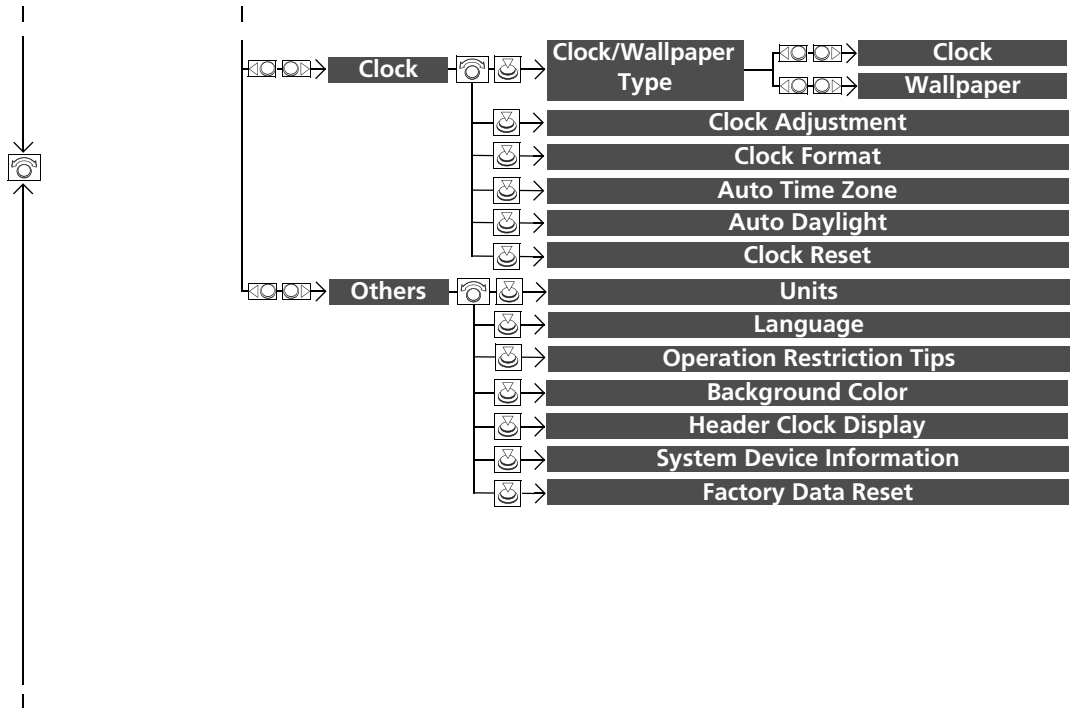 Clock
Clock/Wallpaper
Type
Clock
Wallpaper
Clock Adjustment
Clock Format
Auto Time Zone
Auto Daylight
Clock Reset
Others
Units
Language
Operation Restriction Tips
Background Color
Header Clock Display
System Device Information
Factory Data Reset